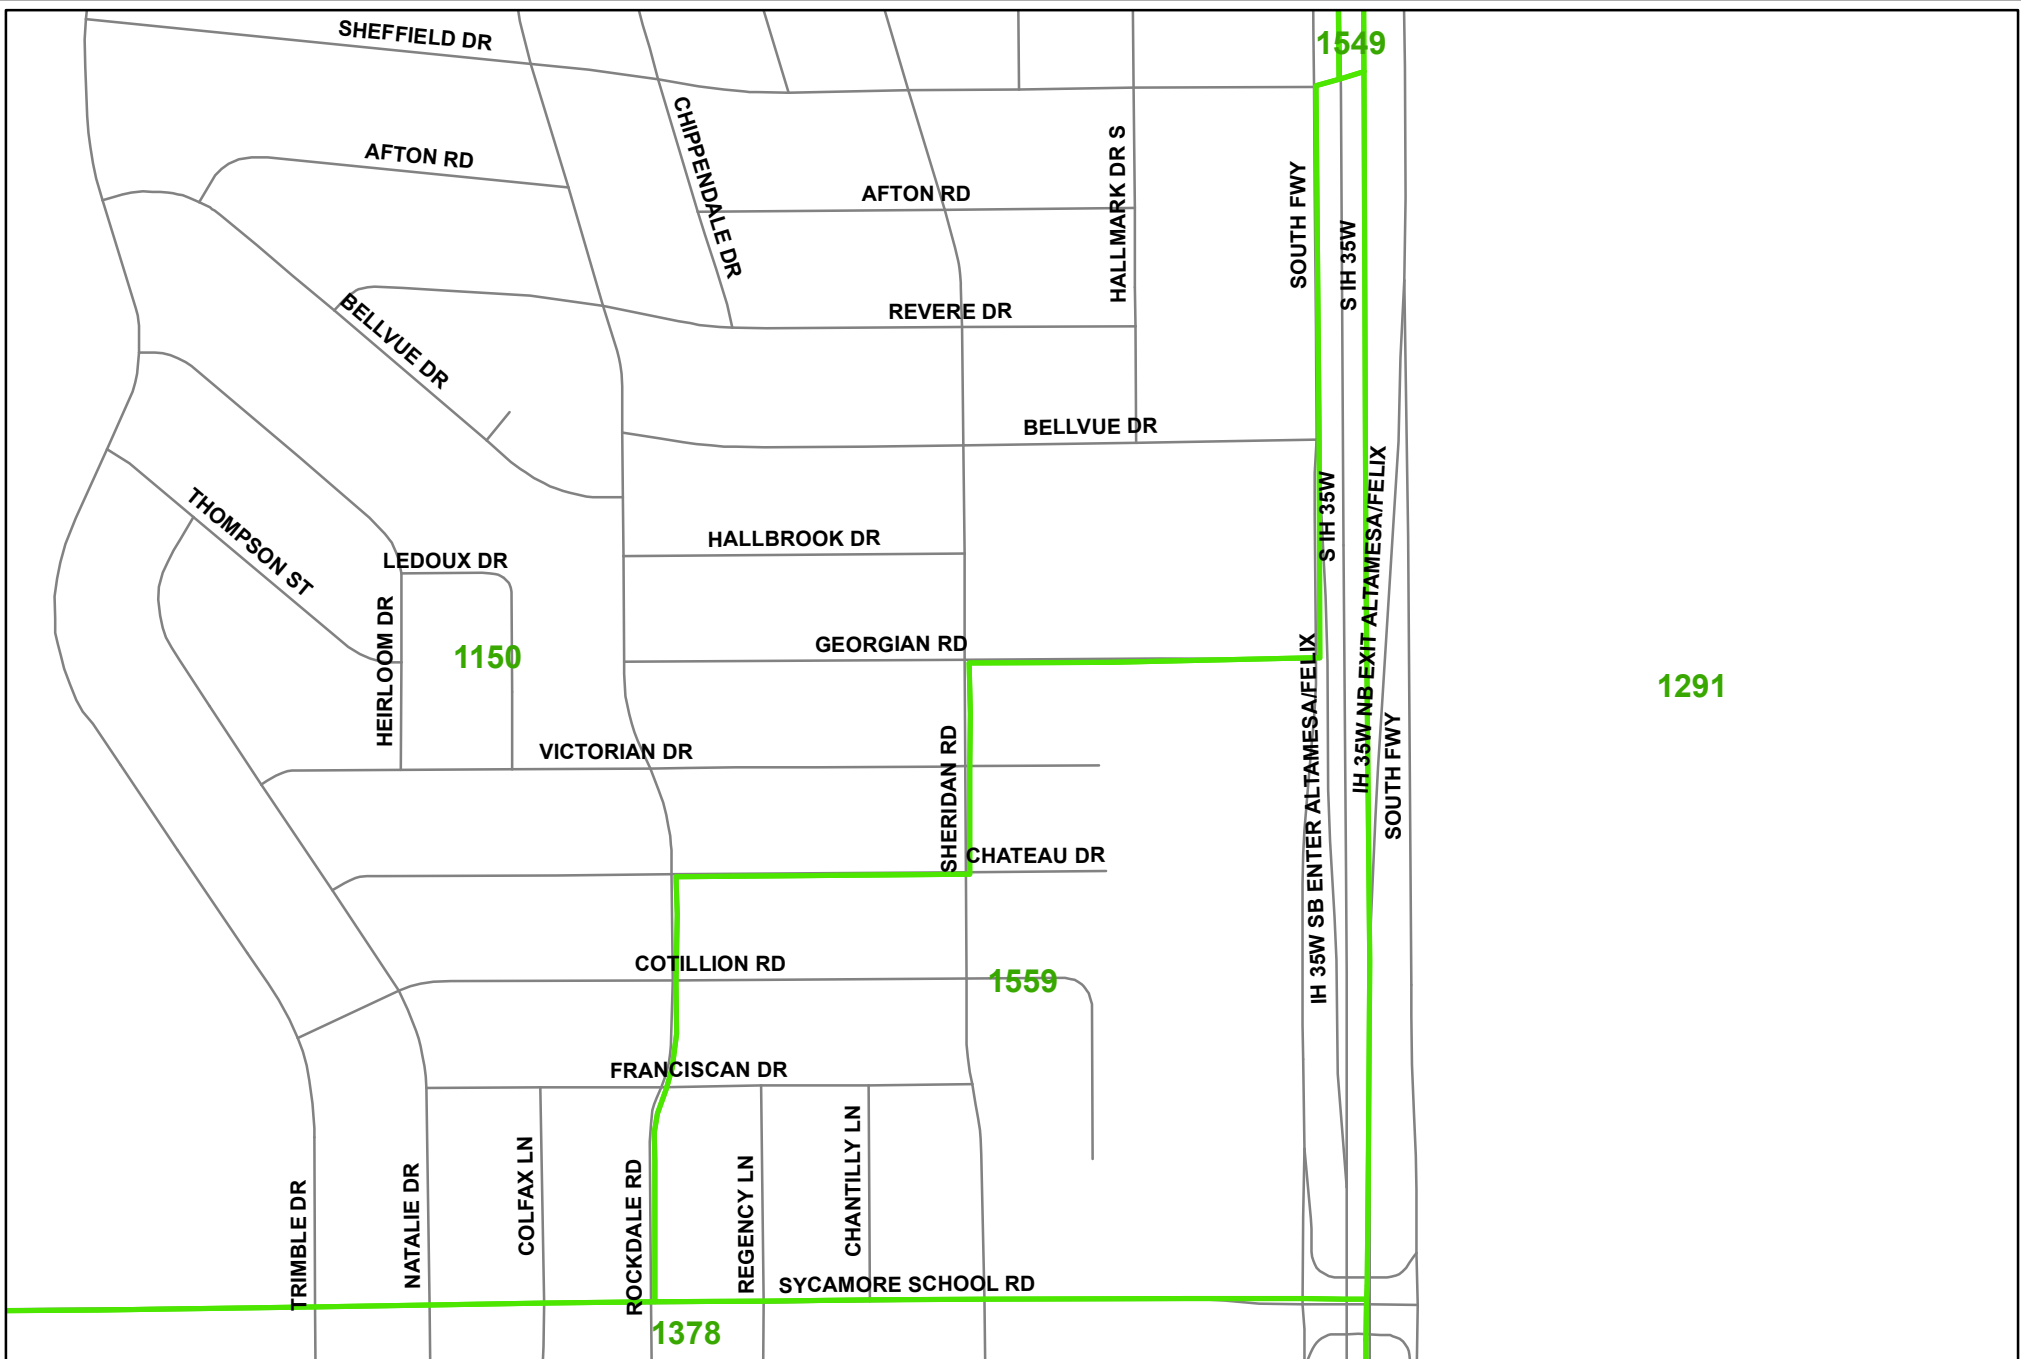 SHEFFIELD DR
1549
CHIPPENDALE DR
AFTON RD
AFTON RD
HALLMARK DR S
SOUTH FWY
S IH 35W
REVERE DR
BELLVUE DR
BELLVUE DR
THOMPSON ST
HALLBROOK DR
S IH 35W
IH 35W NB EXIT ALTAMESA/FELIX
LEDOUX DR
HEIRLOOM DR
1150
GEORGIAN RD
1291
VICTORIAN DR
SHERIDAN RD
IH 35W SB ENTER ALTAMESA/FELIX
SOUTH FWY
CHATEAU DR
COTILLION RD
1559
FRANCISCAN DR
TRIMBLE DR
NATALIE DR
COLFAX LN
ROCKDALE RD
REGENCY LN
CHANTILLY LN
SYCAMORE SCHOOL RD
1378